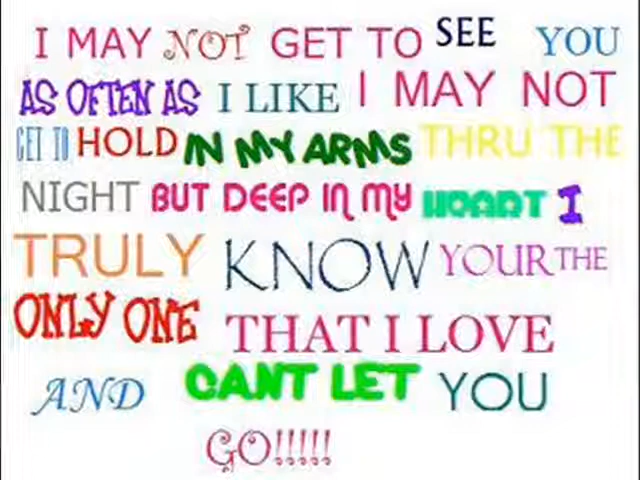 I MAY NOT GET TO SEE YOU
AS OFTEN AS I LIKE I MAY NOT
GET TO HOLD IN MY ARMS THRU THE
NIGHT BUT DEEP IN MY HEART I
TRULY KNOW YOUR THE
ONLY ONE THAT I LOVE
AND CANT LET YOU
GO!!!!!